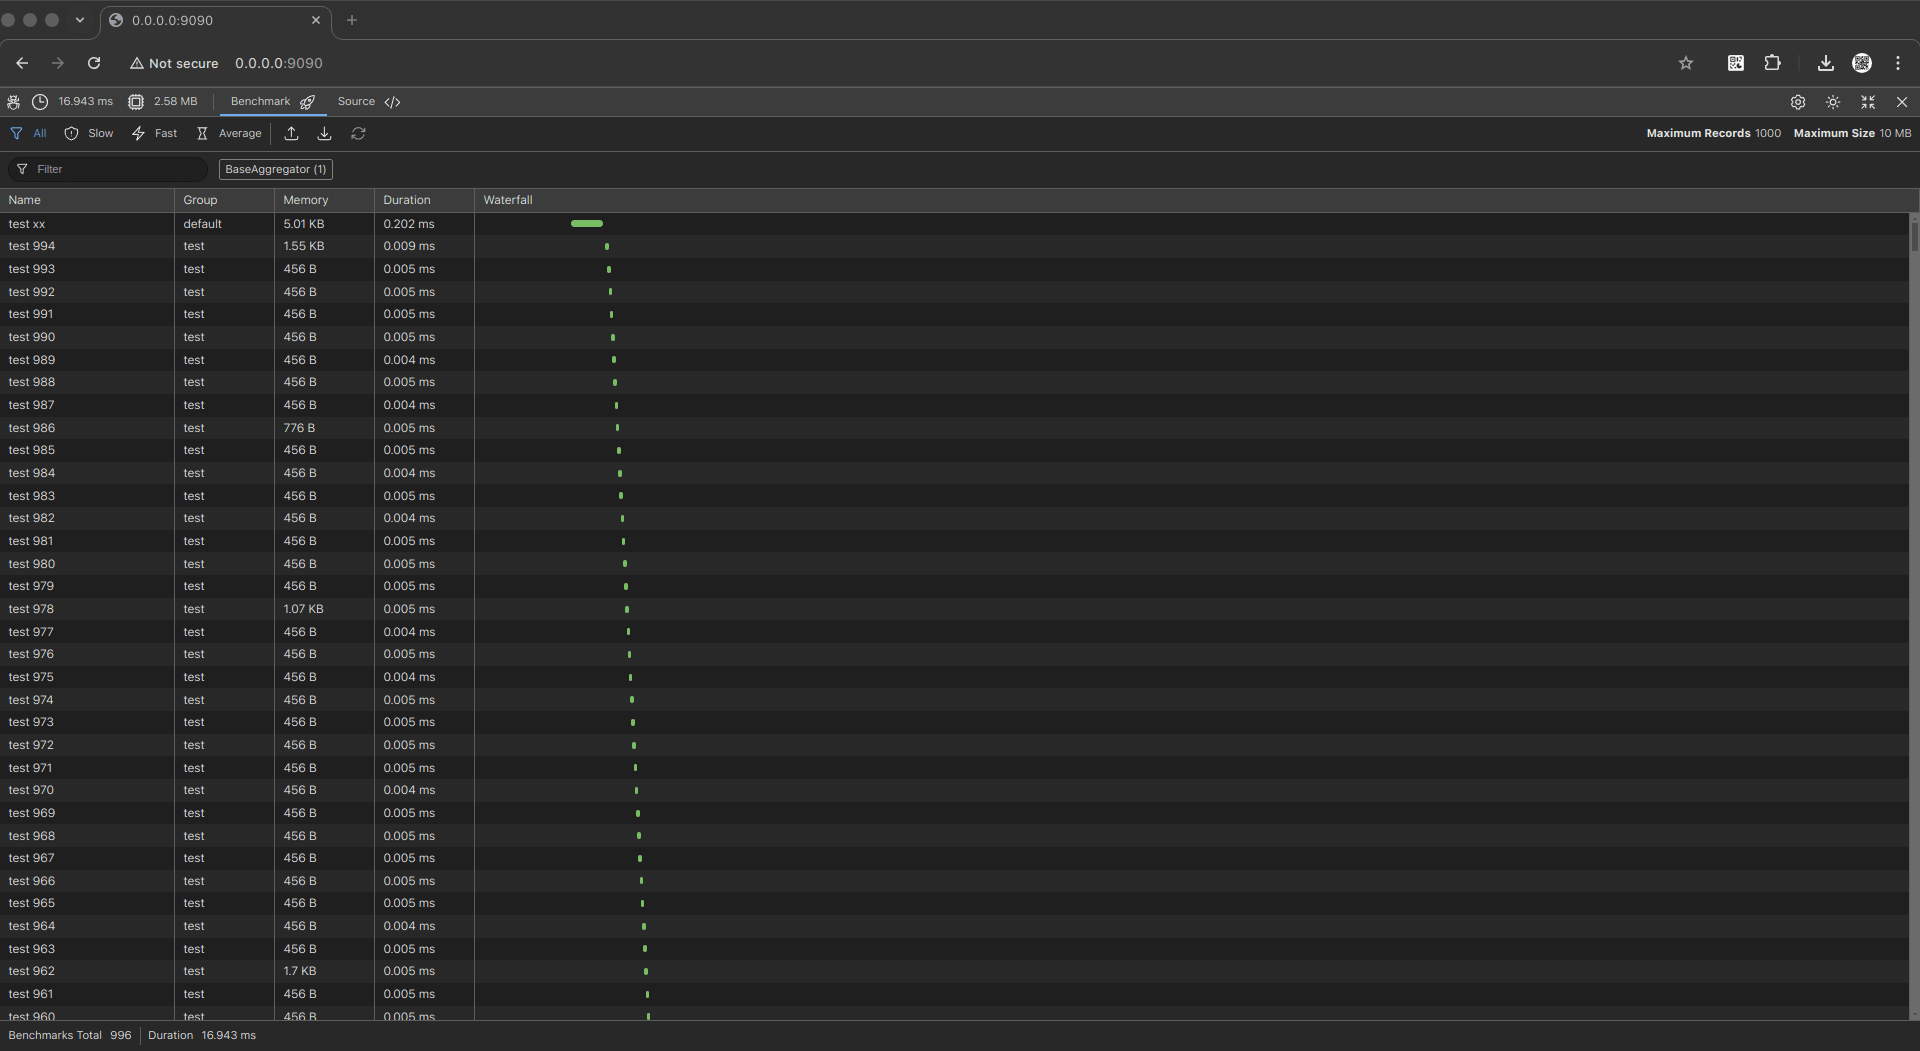 0.0.0.0:9090
Not secure 0.0.0.0:9090
16.943 ms 2.58 MB Benchmark Source
All Slow Fast Average Maximum Records 1000 Maximum Size 10 MB
Filter BaseAggregator (1)
Name Group Memory Duration Waterfall
test xx default 5.01 KB 0.202 ms
test 994 test 1.55 KB 0.009 ms
test 993 test 456 B 0.005 ms
test 992 test 456 B 0.005 ms
test 991 test 456 B 0.005 ms
test 990 test 456 B 0.005 ms
test 989 test 456 B 0.004 ms
test 988 test 456 B 0.005 ms
test 987 test 456 B 0.004 ms
test 986 test 776 B 0.005 ms
test 985 test 456 B 0.005 ms
test 984 test 456 B 0.004 ms
test 983 test 456 B 0.005 ms
test 982 test 456 B 0.004 ms
test 981 test 456 B 0.005 ms
test 980 test 456 B 0.005 ms
test 979 test 456 B 0.005 ms
test 978 test 1.07 KB 0.005 ms
test 977 test 456 B 0.004 ms
test 976 test 456 B 0.005 ms
test 975 test 456 B 0.004 ms
test 974 test 456 B 0.005 ms
test 973 test 456 B 0.005 ms
test 972 test 456 B 0.005 ms
test 971 test 456 B 0.005 ms
test 970 test 456 B 0.004 ms
test 969 test 456 B 0.005 ms
test 968 test 456 B 0.005 ms
test 967 test 456 B 0.005 ms
test 966 test 456 B 0.005 ms
test 965 test 456 B 0.005 ms
test 964 test 456 B 0.004 ms
test 963 test 456 B 0.005 ms
test 962 test 1.7 KB 0.005 ms
test 961 test 456 B 0.005 ms
test 960 test 456 B 0.005 ms
Benchmarks Total 996 Duration 16.943 ms